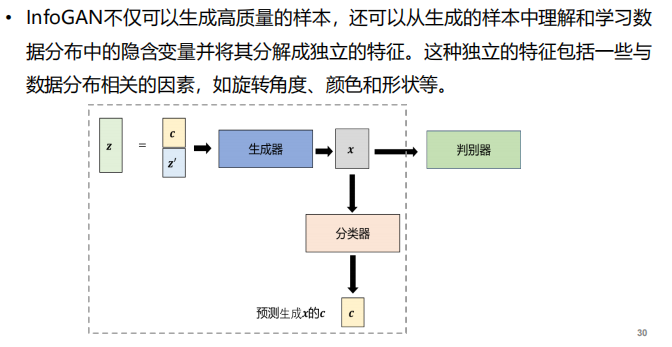 • InfoGAN不仅可以生成高质量的样本，还可以从生成的样本中理解和学习数
据分布中的隐含变量并将其分解成独立的特征。这种独立的特征包括一些与
数据分布相关的因素，如旋转角度、颜色和形状等。
z = c z′ 生成器 x 判别器
分类器
预测生成x的c c
30